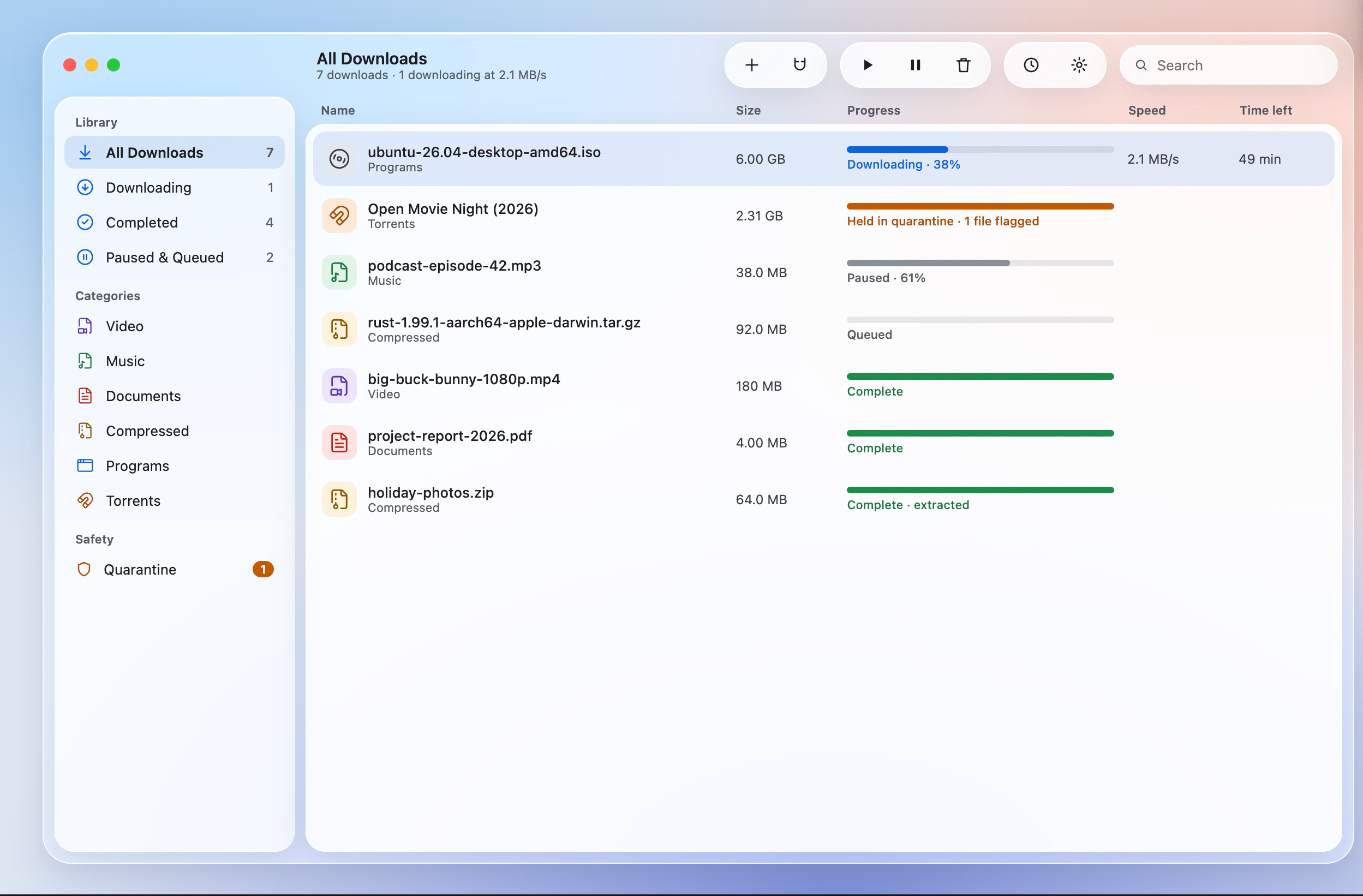 All Downloads
7 downloads · 1 downloading at 2.1 MB/s
Search
Library
All Downloads 7
Downloading 1
Completed 4
Paused & Queued 2
Categories
Video
Music
Documents
Compressed
Programs
Torrents
Safety
Quarantine 1
Name Size Progress Speed Time left
ubuntu-26.04-desktop-amd64.iso
Programs
6.00 GB
Downloading · 38%
2.1 MB/s
49 min
Open Movie Night (2026)
Torrents
2.31 GB
Held in quarantine · 1 file flagged
podcast-episode-42.mp3
Music
38.0 MB
Paused · 61%
rust-1.99.1-aarch64-apple-darwin.tar.gz
Compressed
92.0 MB
Queued
big-buck-bunny-1080p.mp4
Video
180 MB
Complete
project-report-2026.pdf
Documents
4.00 MB
Complete
holiday-photos.zip
Compressed
64.0 MB
Complete · extracted